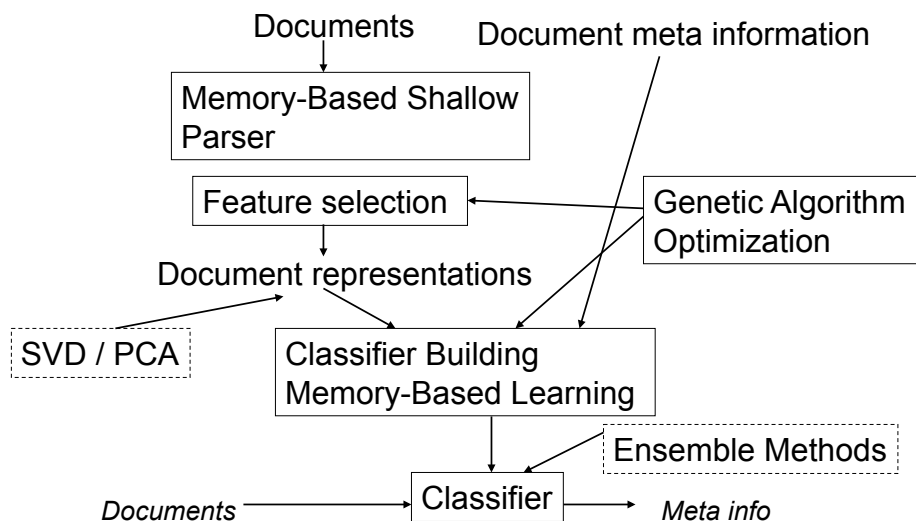 Documents
Document meta information
Memory-Based Shallow
Parser
Feature selection
Genetic Algorithm
Optimization
Document representations
SVD / PCA
Classifier Building
Memory-Based Learning
Ensemble Methods
Documents
Classifier
Meta info